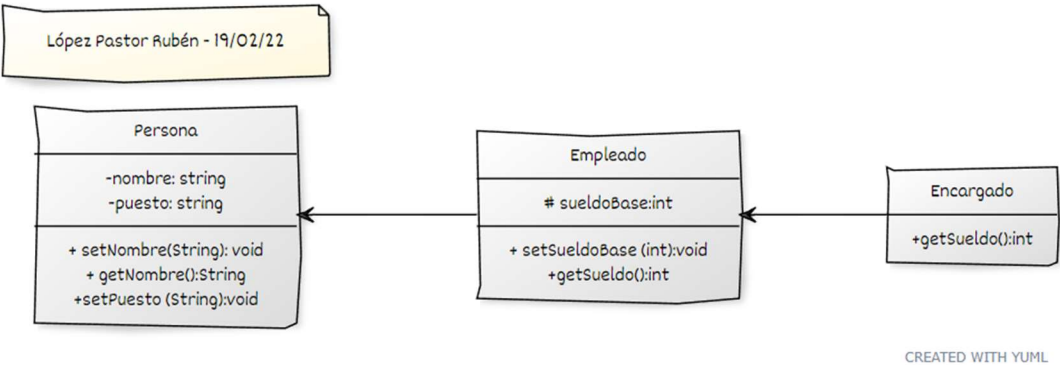 López Pastor Rubén - 19/02/22
Persona
-nombre: string
-puesto: string
+ setNombre(String): void
+ getNombre():String
+setPuesto (String):void
Empleado
# sueldoBase:int
+ setSueldoBase (int):void
+getSueldo():int
Encargado
+getSueldo():int
CREATED WITH YUML